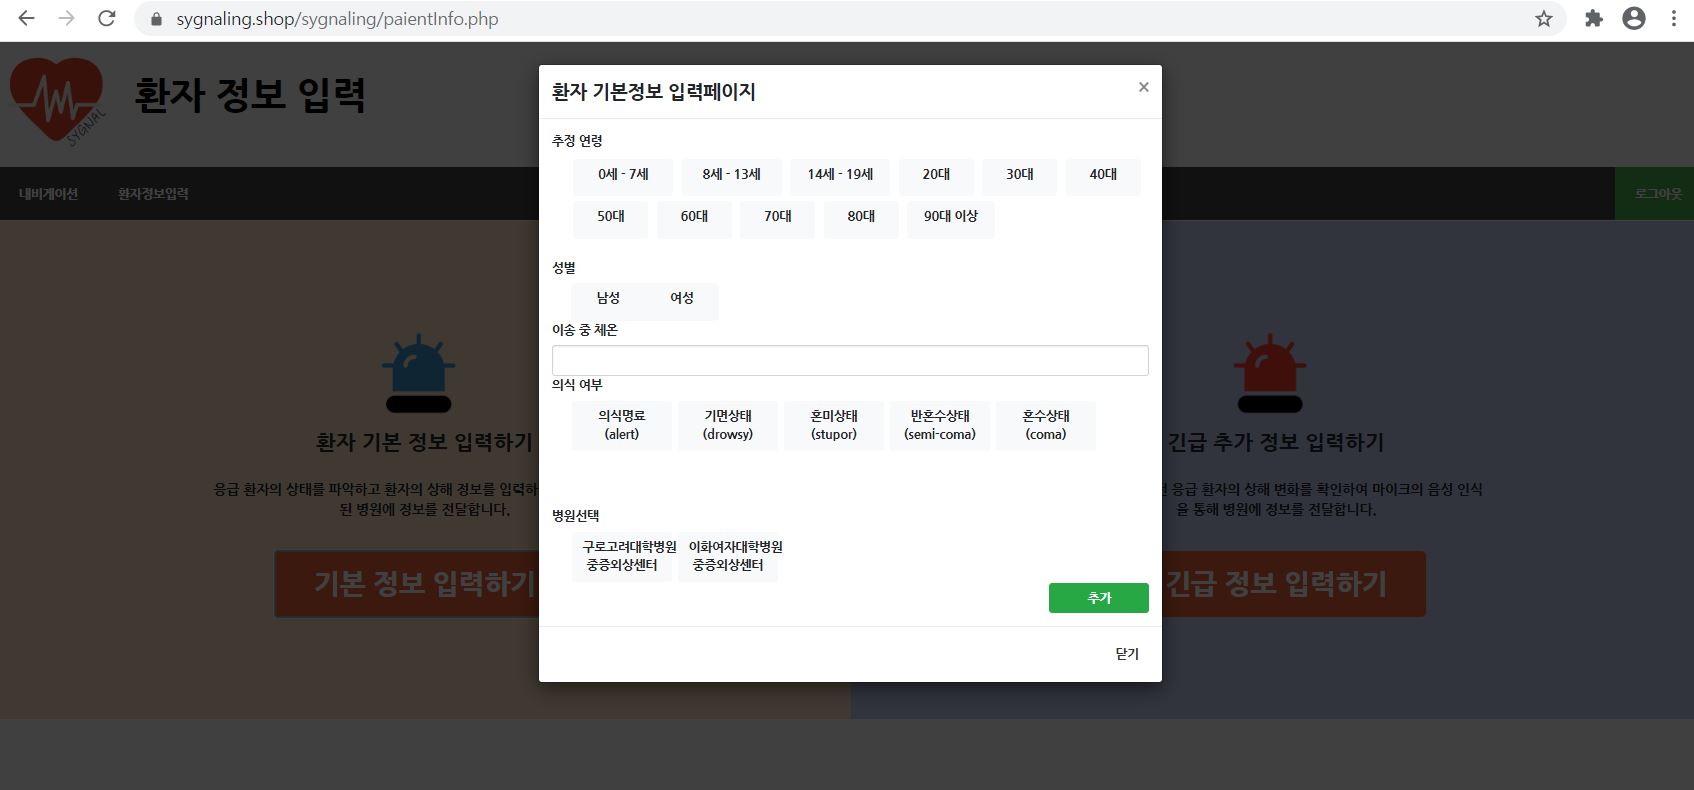 sygnaling.shop/sygnaling/paientInfo.php
SYGNAL
환자 정보 입력
내비게이션 환자정보입력 로그아웃
환자 기본정보 입력페이지 ×
추정 연령
0세 - 7세 8세 - 13세 14세 - 19세 20대 30대 40대
50대 60대 70대 80대 90대 이상
성별
남성 여성
이송 중 체온
의식 여부
의식명료 기면상태 혼미상태 반혼수상태 혼수상태
(alert) (drowsy) (stupor) (semi-coma) (coma)
병원선택
구로고려대학병원 이화여자대학병원
중증외상센터 중증외상센터
추가
닫기
환자 기본 정보 입력하기
응급 환자의 상태를 파악하고 환자의 상해 정보를 입력하
된 병원에 정보를 전달합니다.
기본 정보 입력하기
긴급 추가 정보 입력하기
응급 환자의 상해 변화를 확인하여 마이크의 음성 인식
을 통해 병원에 정보를 전달합니다.
긴급 정보 입력하기